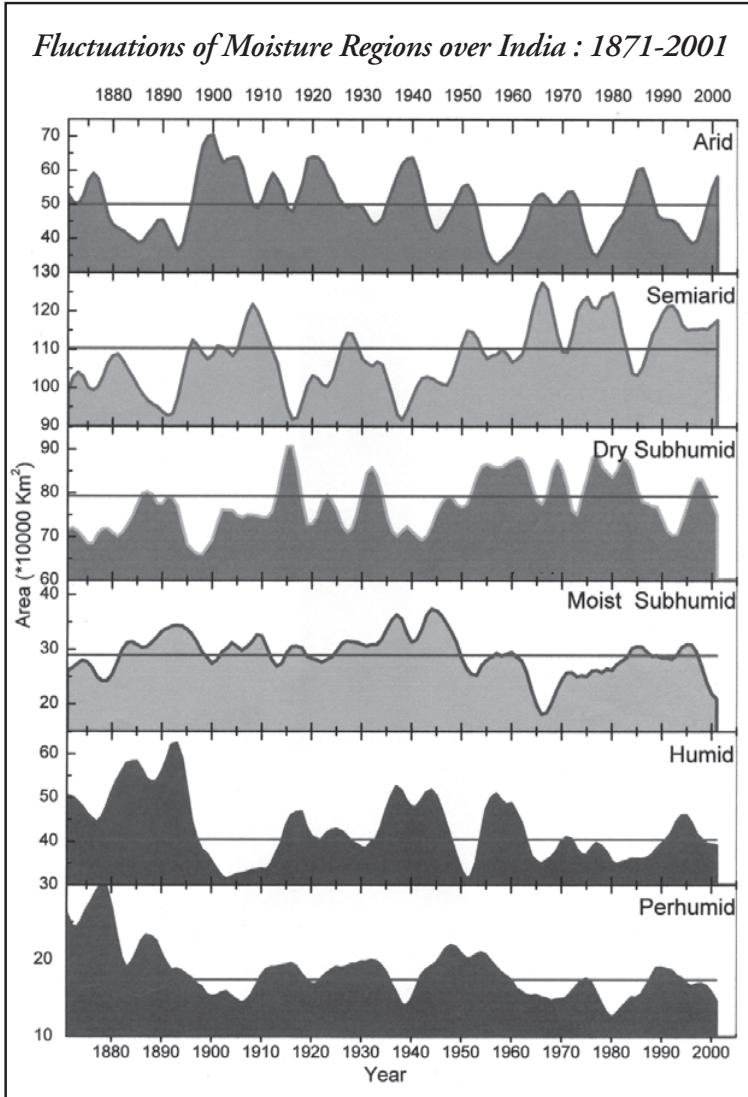 Fluctuations of Moisture Regions over India : 1871-2001
1880 1890 1900 1910 1920 1930 1940 1950 1960 1970 1980 1990 2000
Arid
70
60
50
40
130
Semiarid
120
110
100
90
Dry Subhumid
90
80
70
60
Area (*10000 Km²)
Moist Subhumid
40
30
20
Humid
60
50
40
30
Perhumid
20
10
1880 1890 1900 1910 1920 1930 1940 1950 1960 1970 1980 1990 2000
Year